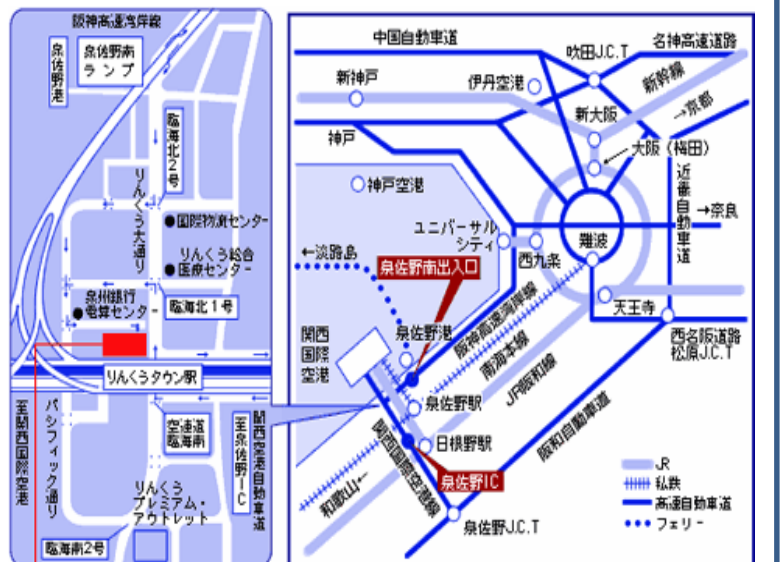 阪神高速湾岸線
泉佐野南
ランプ
泉佐野港
臨海北2号
りんくう大通り
●国際物流センター
りんくう総合
●医療センター
泉州銀行
●電算センター
臨海北1号
りんくうタウン駅
至関西国際空港
パシフィック通り
空連道
臨海南
至泉佐野IC
関西空港自動車道
りんくう
プレミアム・
アウトレット
臨海南2号
中国自動車道
吹田J.C.T
名神高速道路
新神戸
伊丹空港
新幹線
→京都
新大阪
神戸
大阪（梅田）
近畿自動車道
神戸空港
→奈良
ユニバーサル
シティ
西九条
難波
←淡路島
泉佐野南出入口
天王寺
関西
国際
空港
泉佐野港
阪神高速湾岸線
南海本線
JR阪和線
西名阪道路
松原J.C.T
泉佐野駅
日根野駅
阪和自動車道
関西国際空港線
和歌山←
泉佐野IC
泉佐野J.C.T
JR
私鉄
高速自動車道
フェリー